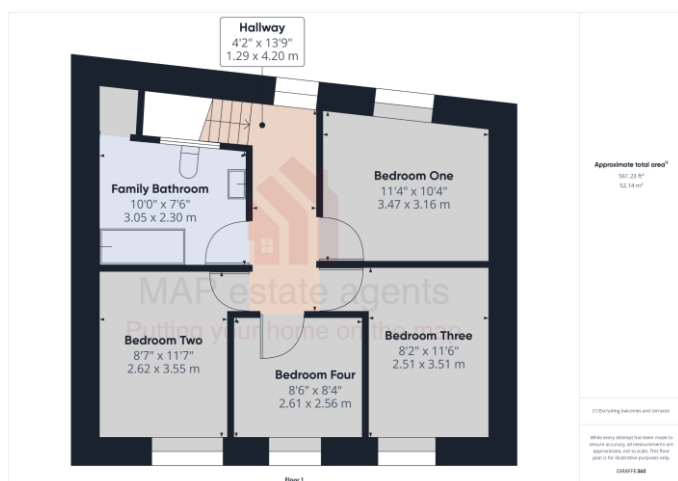 Hallway
4'2" x 13'9"
1.29 x 4.20 m
Family Bathroom
10'0" x 7'6"
3.05 x 2.30 m
Bedroom One
11'4" x 10'4"
3.47 x 3.16 m
MAP estate agents
Putting your home on the map
Bedroom Two
8'7" x 11'7"
2.62 x 3.55 m
Bedroom Four
8'6" x 8'4"
2.61 x 2.56 m
Bedroom Three
8'2" x 11'6"
2.51 x 3.51 m
Floor 1
Approximate total area(1)
561.23 ft²
52.14 m²
(1) Excluding balconies and terraces
While every attempt has been made to
ensure accuracy, all measurements are
approximate, not to scale. This floor
plan is for illustrative purposes only.
GIRAFFE360